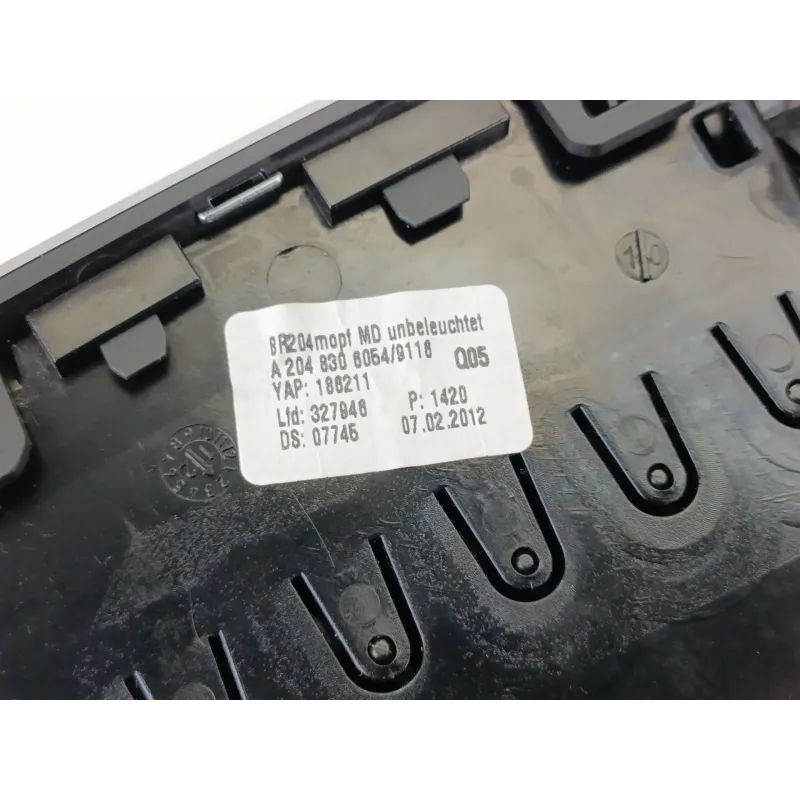 BR204mopf MD unbeleuchtet
A 204 830 6054/9116 Q05
YAP: 186211
Lfd: 327946 P: 1420
DS: 07745 07.02.2012